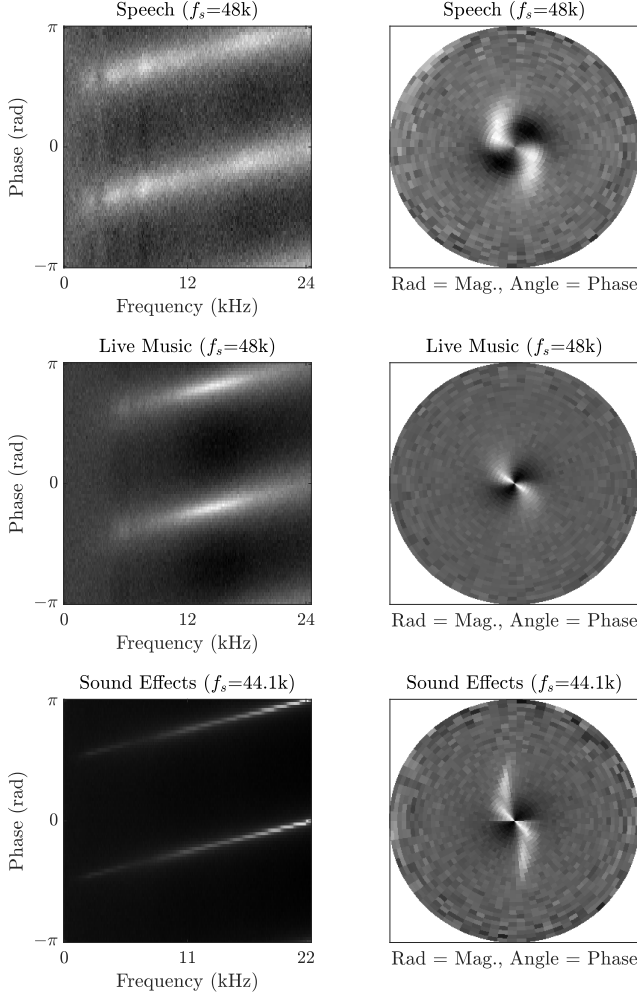 Speech (fₛ=48k)
π
0
−π
Phase (rad)
0 12 24
Frequency (kHz)
Rad = Mag., Angle = Phase
Live Music (fₛ=48k)
π
0
−π
Phase (rad)
0 12 24
Frequency (kHz)
Live Music (fₛ=48k)
Rad = Mag., Angle = Phase
Sound Effects (fₛ=44.1k)
π
0
−π
Phase (rad)
0 11 22
Frequency (kHz)
Sound Effects (fₛ=44.1k)
Rad = Mag., Angle = Phase